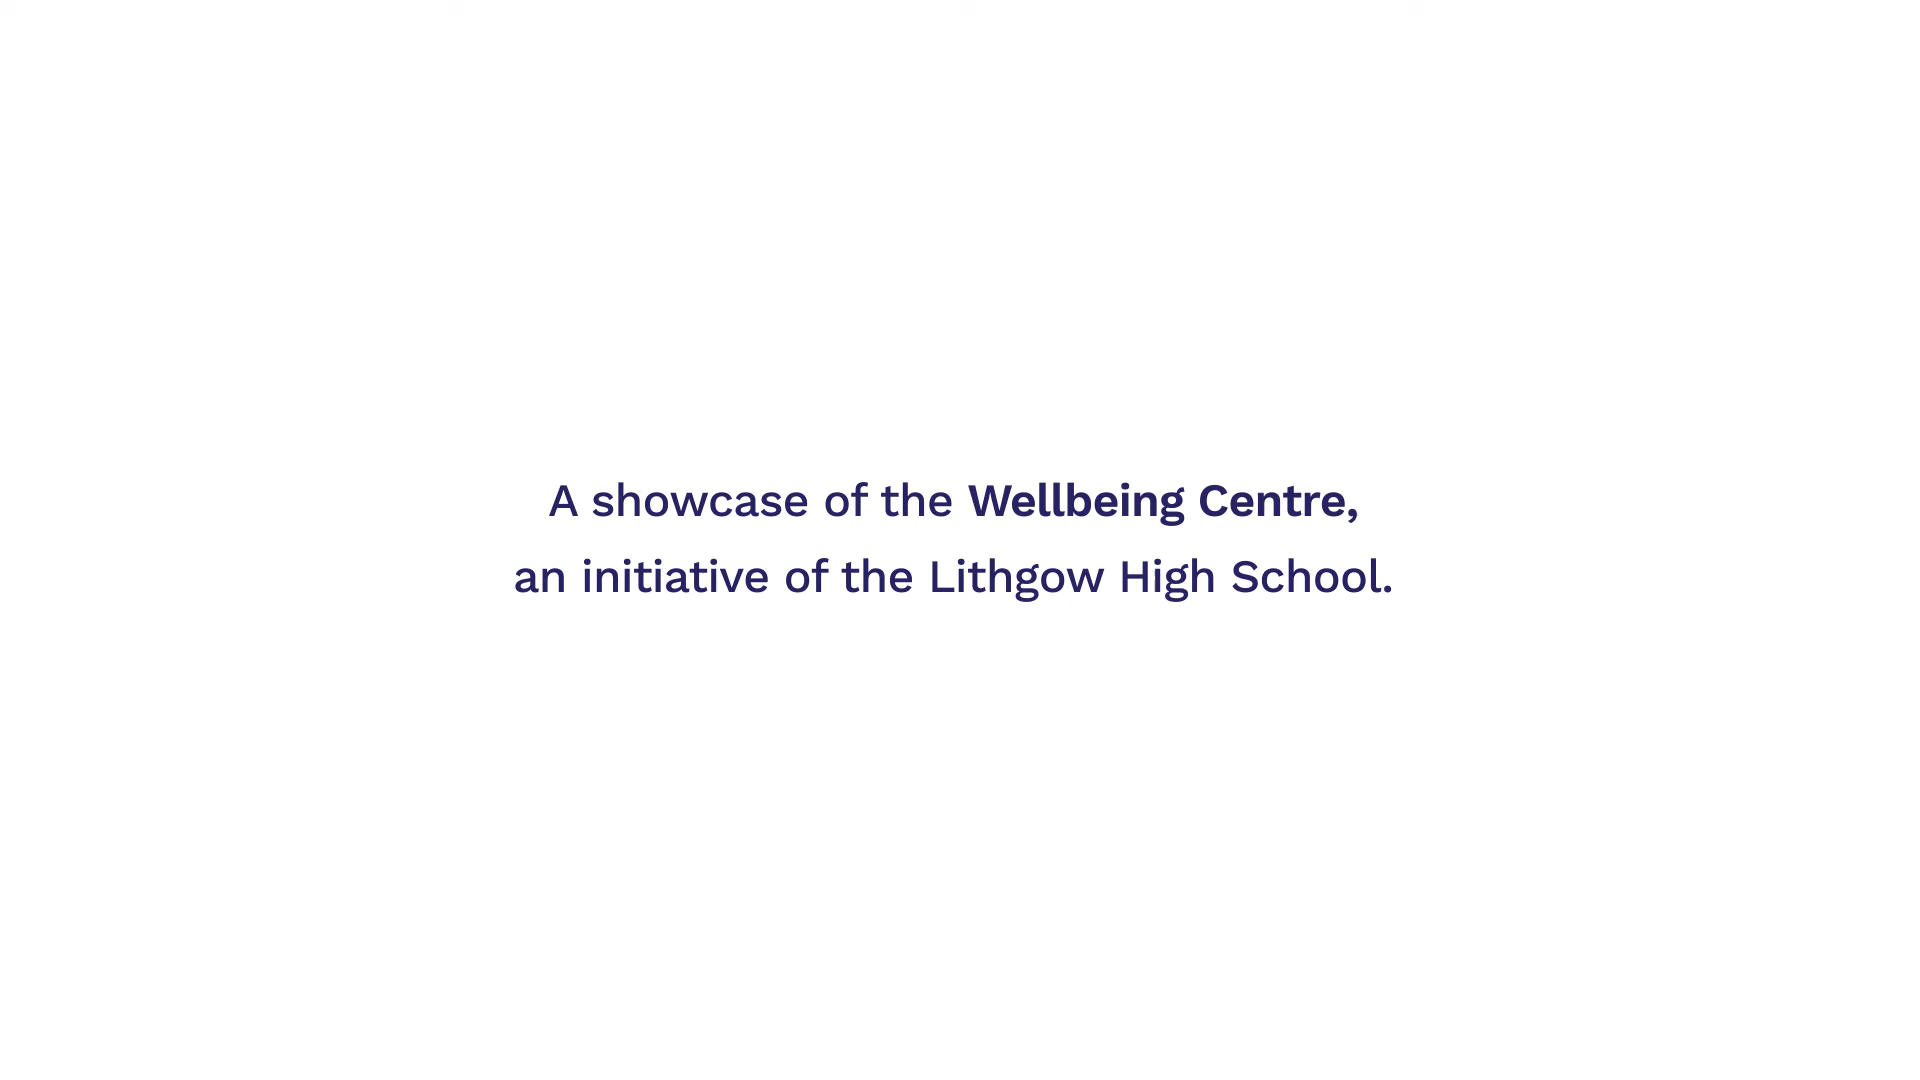 A showcase of the Wellbeing Centre,
an initiative of the Lithgow High School.